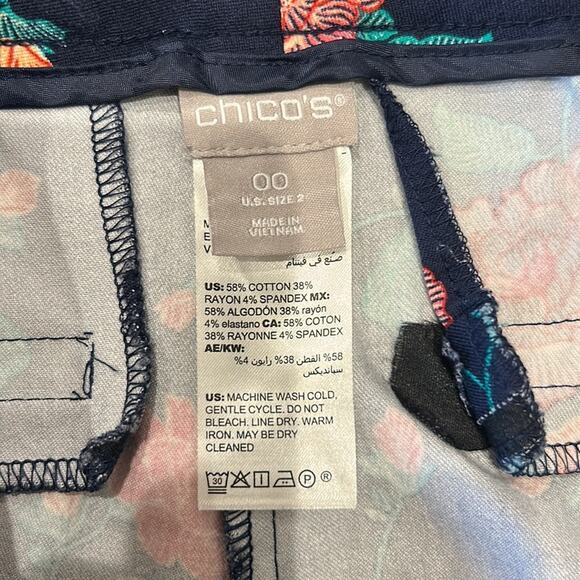 chico's®
00
U.S. SIZE 2
MADE IN
VIETNAM
صنع في فيتنام
US: 58% COTTON 38%
RAYON 4% SPANDEX MX:
58% ALGODÓN 38% rayón
4% elastano CA: 58% COTON
38% RAYONNE 4% SPANDEX
AE/KW:
58% القطن 38% رايون 4%
سباندیکس
US: MACHINE WASH COLD,
GENTLE CYCLE. DO NOT
BLEACH. LINE DRY. WARM
IRON. MAY BE DRY
CLEANED
30 P ®